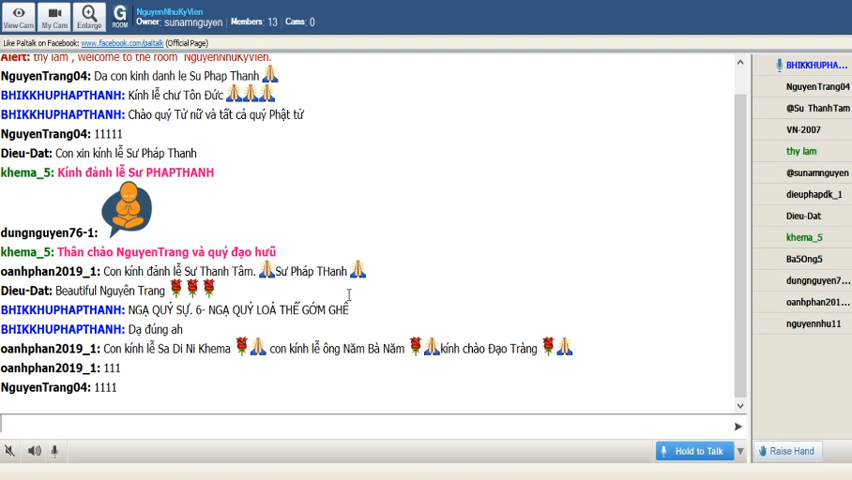 View Cam
My Cam
Enlarge
G
ROOM
NguyenNhuKyVien
Owner: sunamnguyen Members: 13 Cams: 0
Like Paltalk on Facebook: www.facebook.com/paltalk (Official Page)
Alert: thy lam , welcome to the room NguyenNhuKyVien.
NguyenTrang04: Da con kinh danh le Su Phap Thanh
BHIKKHUPHAPTHANH: Kính lễ chư Tôn Đức
BHIKKHUPHAPTHANH: Chào quý Tử nữ và tất cả quý Phật tử
NguyenTrang04: 11111
Dieu-Dat: Con xin kính lễ Sư Pháp Thanh
khema_5: Kính đảnh lễ Sư PHAPTHANH
dungnguyen76-1:
khema_5: Thân chào NguyenTrang và quý đạo hưũ
oanhphan2019_1: Con kính đảnh lễ Sư Thanh Tâm. Sư Pháp THanh
Dieu-Dat: Beautiful Nguyên Trang
BHIKKHUPHAPTHANH: NGẠ QUỶ SỰ. 6- NGẠ QUỶ LOẢ THỂ GỚM GHÊ
BHIKKHUPHAPTHANH: Dạ đúng ah
oanhphan2019_1: Con kính lễ Sa Di Ni Khema con kính lễ ông Năm Bà Năm kính chào Đạo Tràng
oanhphan2019_1: 111
NguyenTrang04: 1111
Hold to Talk
BHIKKHUPHA...
NguyenTrang04
@Su ThanhTam
VN-2007
thy lam
@sunamnguyen
dieuphapdk_1
Dieu-Dat
khema_5
Ba5Ong5
dungnguyen7...
oanhphan201...
nguyennhu11
Raise Hand